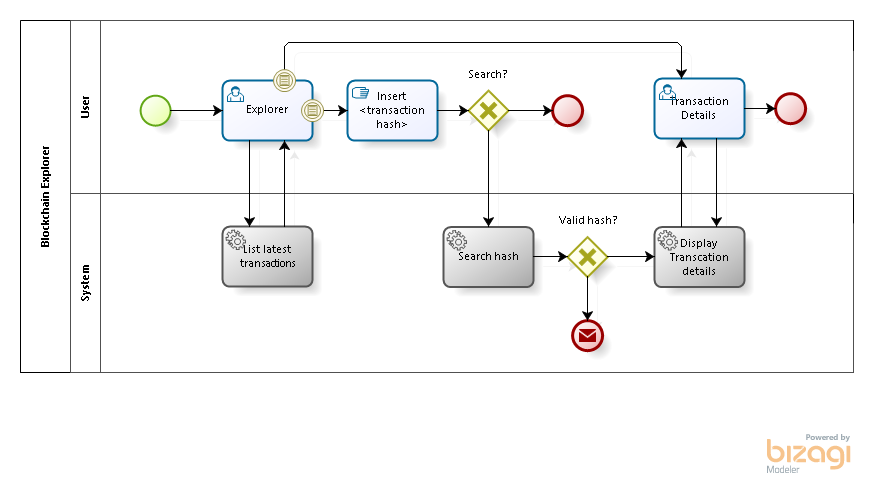 Blockchain Explorer
User
System
Search?
Explorer
Insert
<transaction
hash>
Transaction
Details
Valid hash?
List latest
transactions
Search hash
Display
Transcation
details
Powered by
bizagi
Modeler